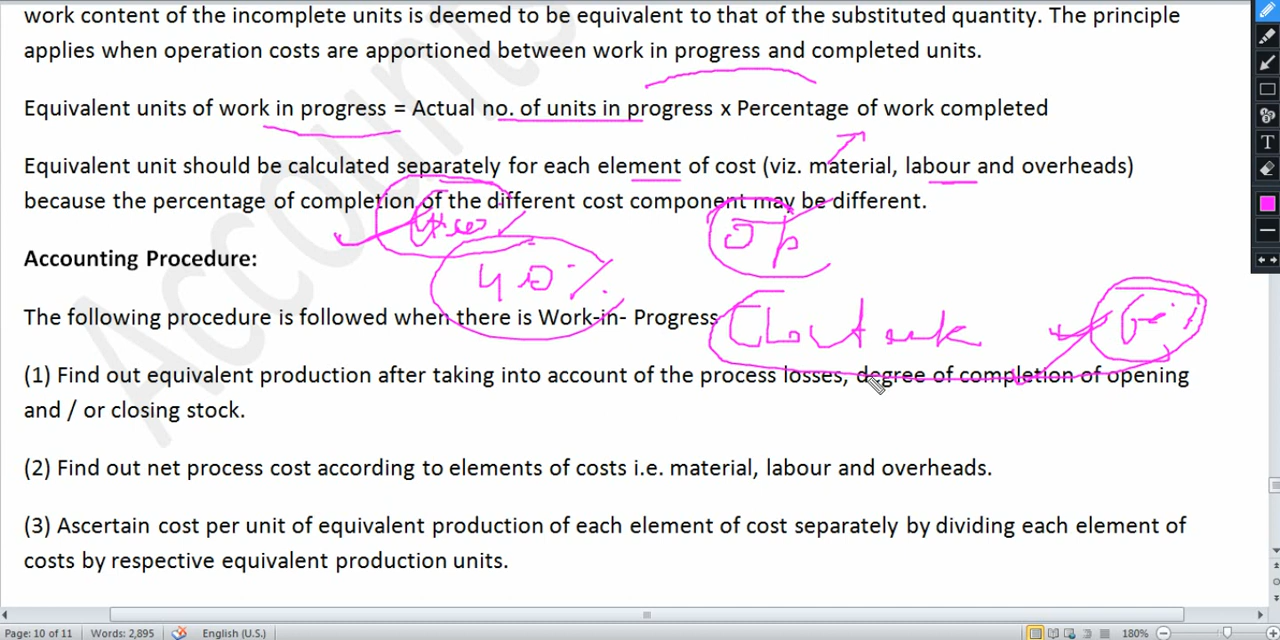 work content of the incomplete units is deemed to be equivalent to that of the substituted quantity. The principle
applies when operation costs are apportioned between work in progress and completed units.
Equivalent units of work in progress = Actual no. of units in progress x Percentage of work completed
Equivalent unit should be calculated separately for each element of cost (viz. material, labour and overheads)
because the percentage of completion of the different cost component may be different.
OP
Accounting Procedure:
40%
The following procedure is followed when there is Work-in- Progress
(1) Find out equivalent production after taking into account of the process losses, degree of completion of opening
and / or closing stock.
(2) Find out net process cost according to elements of costs i.e. material, labour and overheads.
(3) Ascertain cost per unit of equivalent production of each element of cost separately by dividing each element of
costs by respective equivalent production units.
Page: 10 of 11 Words: 2,895 English (U.S.) 180%